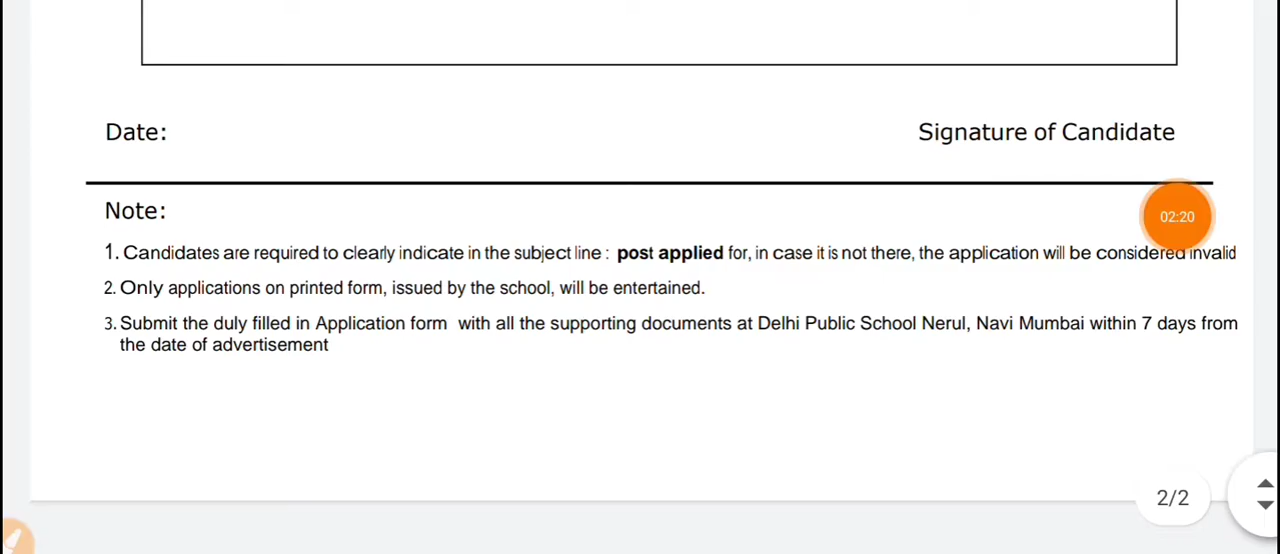 Date: Signature of Candidate
Note:
02:20
1. Candidates are required to clearly indicate in the subject line : post applied for, in case it is not there, the application will be considered invalid
2. Only applications on printed form, issued by the school, will be entertained.
3. Submit the duly filled in Application form with all the supporting documents at Delhi Public School Nerul, Navi Mumbai within 7 days from
the date of advertisement
2/2